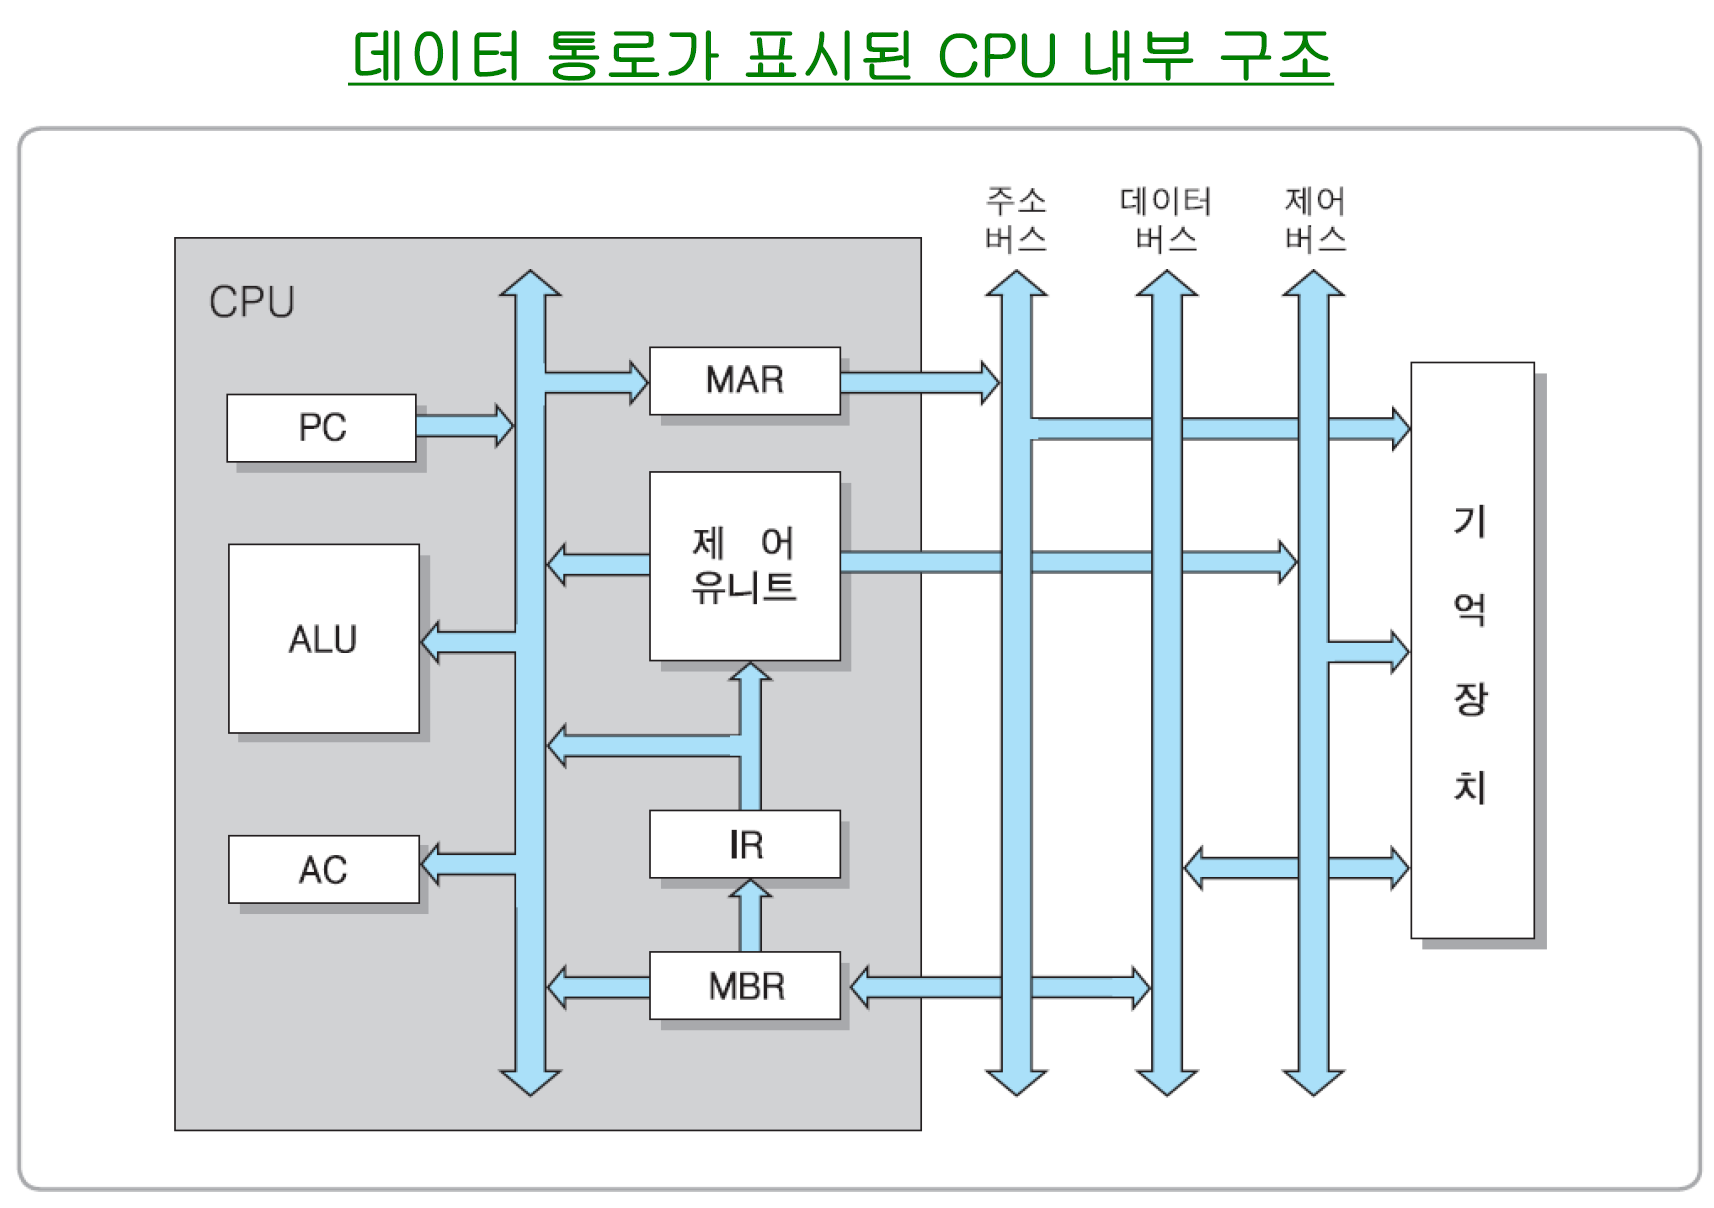 데이터 통로가 표시된 CPU 내부 구조
주소
버스
데이터
버스
제어
버스
CPU
MAR
PC
제 어
유니트
ALU
IR
AC
MBR
기
억
장
치